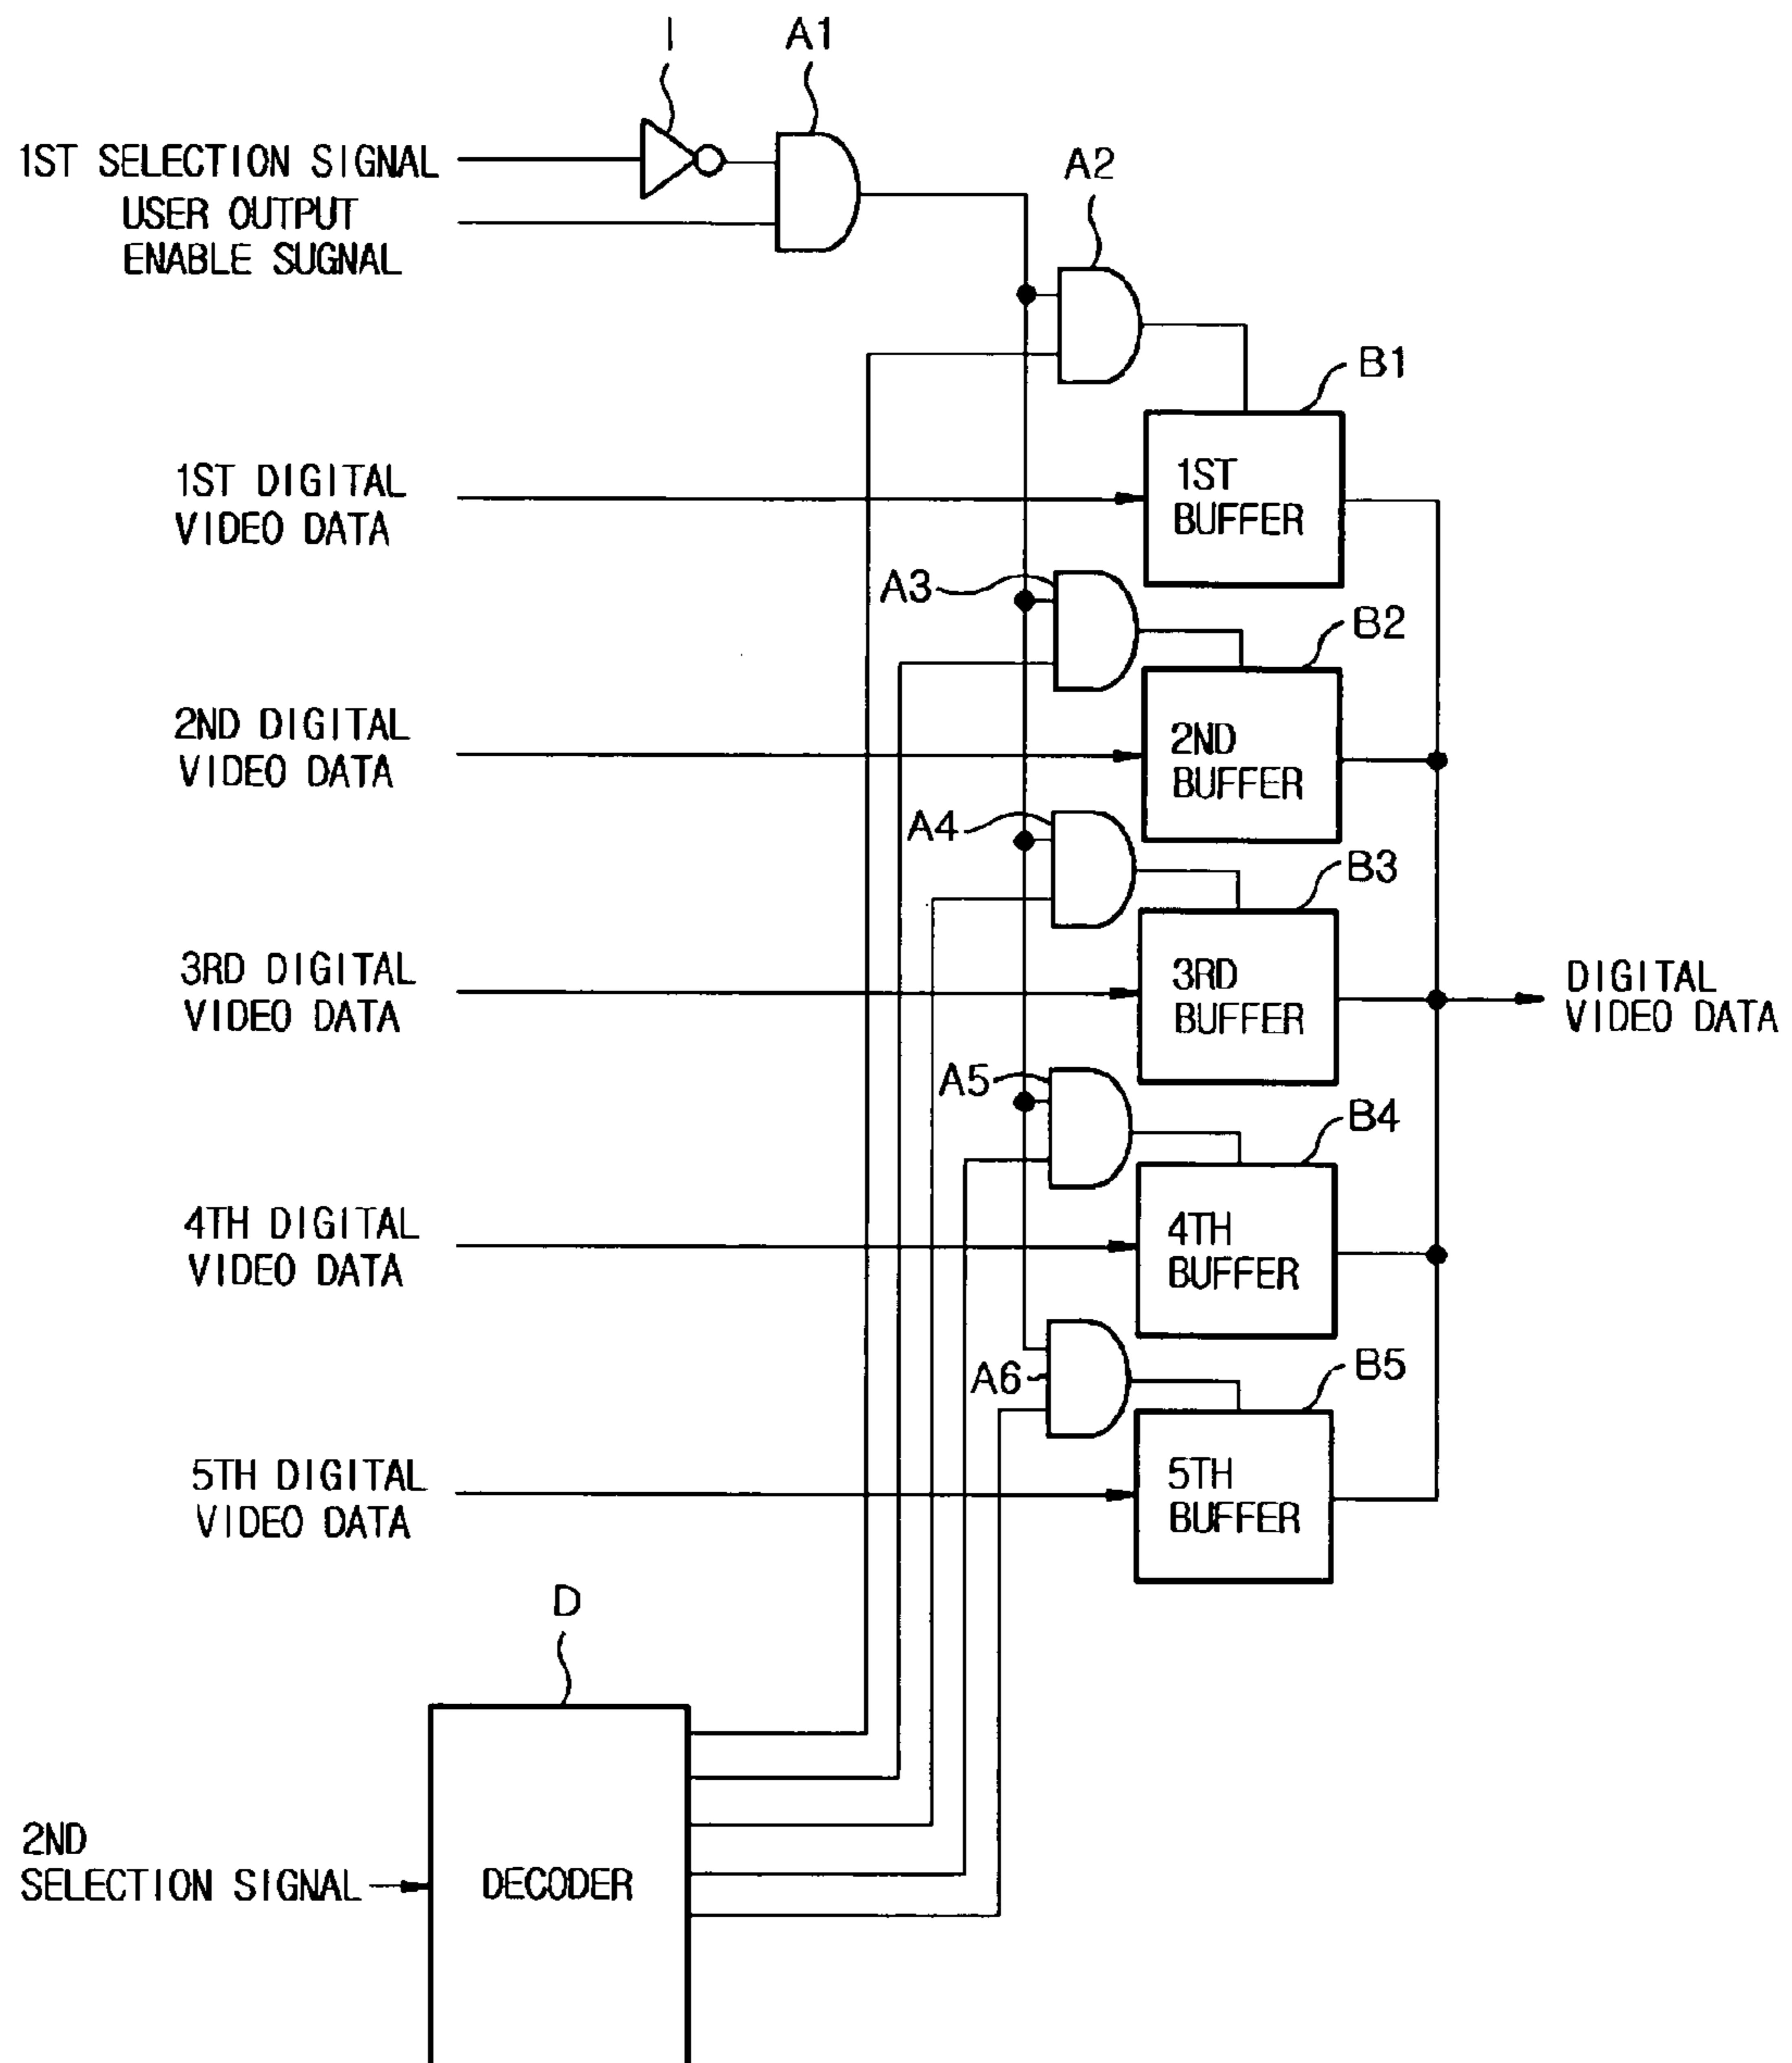 I
A1
1ST SELECTION SIGNAL
USER OUTPUT
ENABLE SUGNAL
A2
B1
1ST DIGITAL
VIDEO DATA
1ST
BUFFER
A3
B2
2ND DIGITAL
VIDEO DATA
2ND
BUFFER
A4
B3
3RD DIGITAL
VIDEO DATA
3RD
BUFFER
DIGITAL
VIDEO DATA
A5
B4
4TH DIGITAL
VIDEO DATA
4TH
BUFFER
A6
B5
5TH DIGITAL
VIDEO DATA
5TH
BUFFER
D
2ND
SELECTION SIGNAL
DECODER